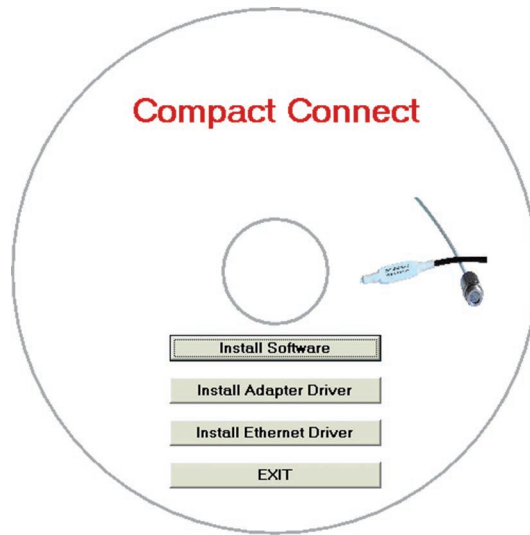 Compact Connect
Install Software
Install Adapter Driver
Install Ethernet Driver
EXIT